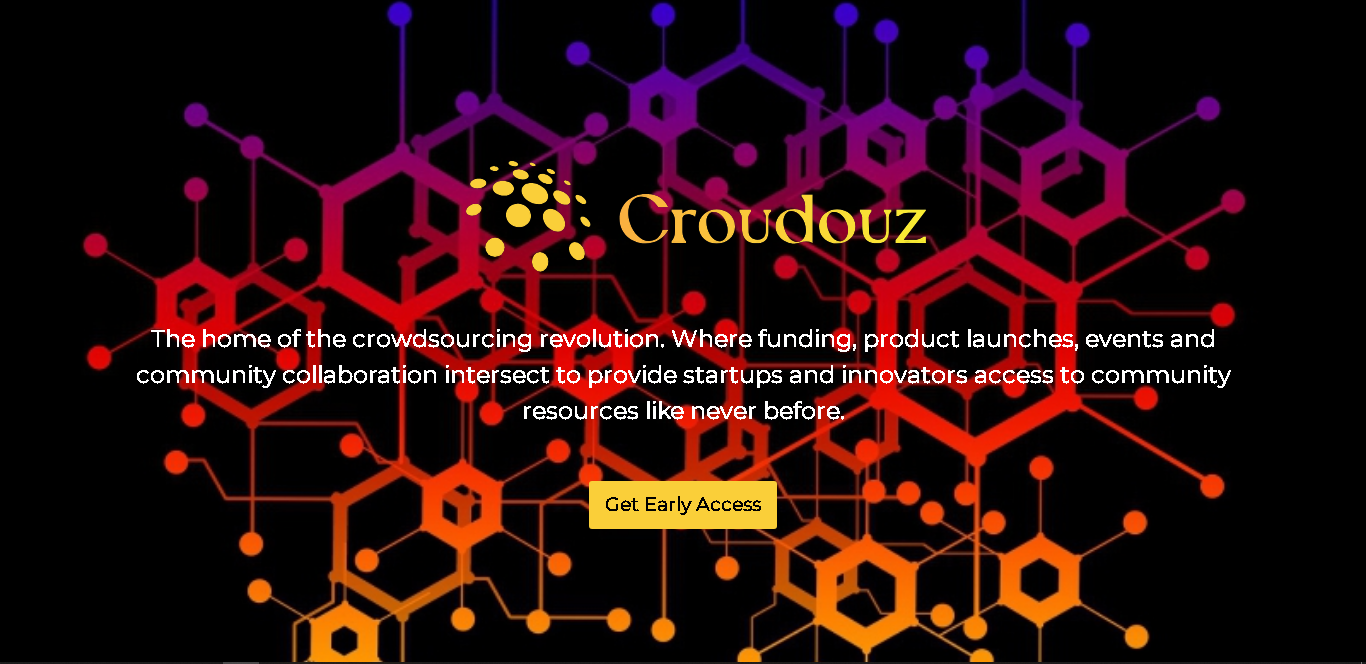 Croudouz
The home of the crowdsourcing revolution. Where funding, product launches, events and
community collaboration intersect to provide startups and innovators access to community
resources like never before.
Get Early Access